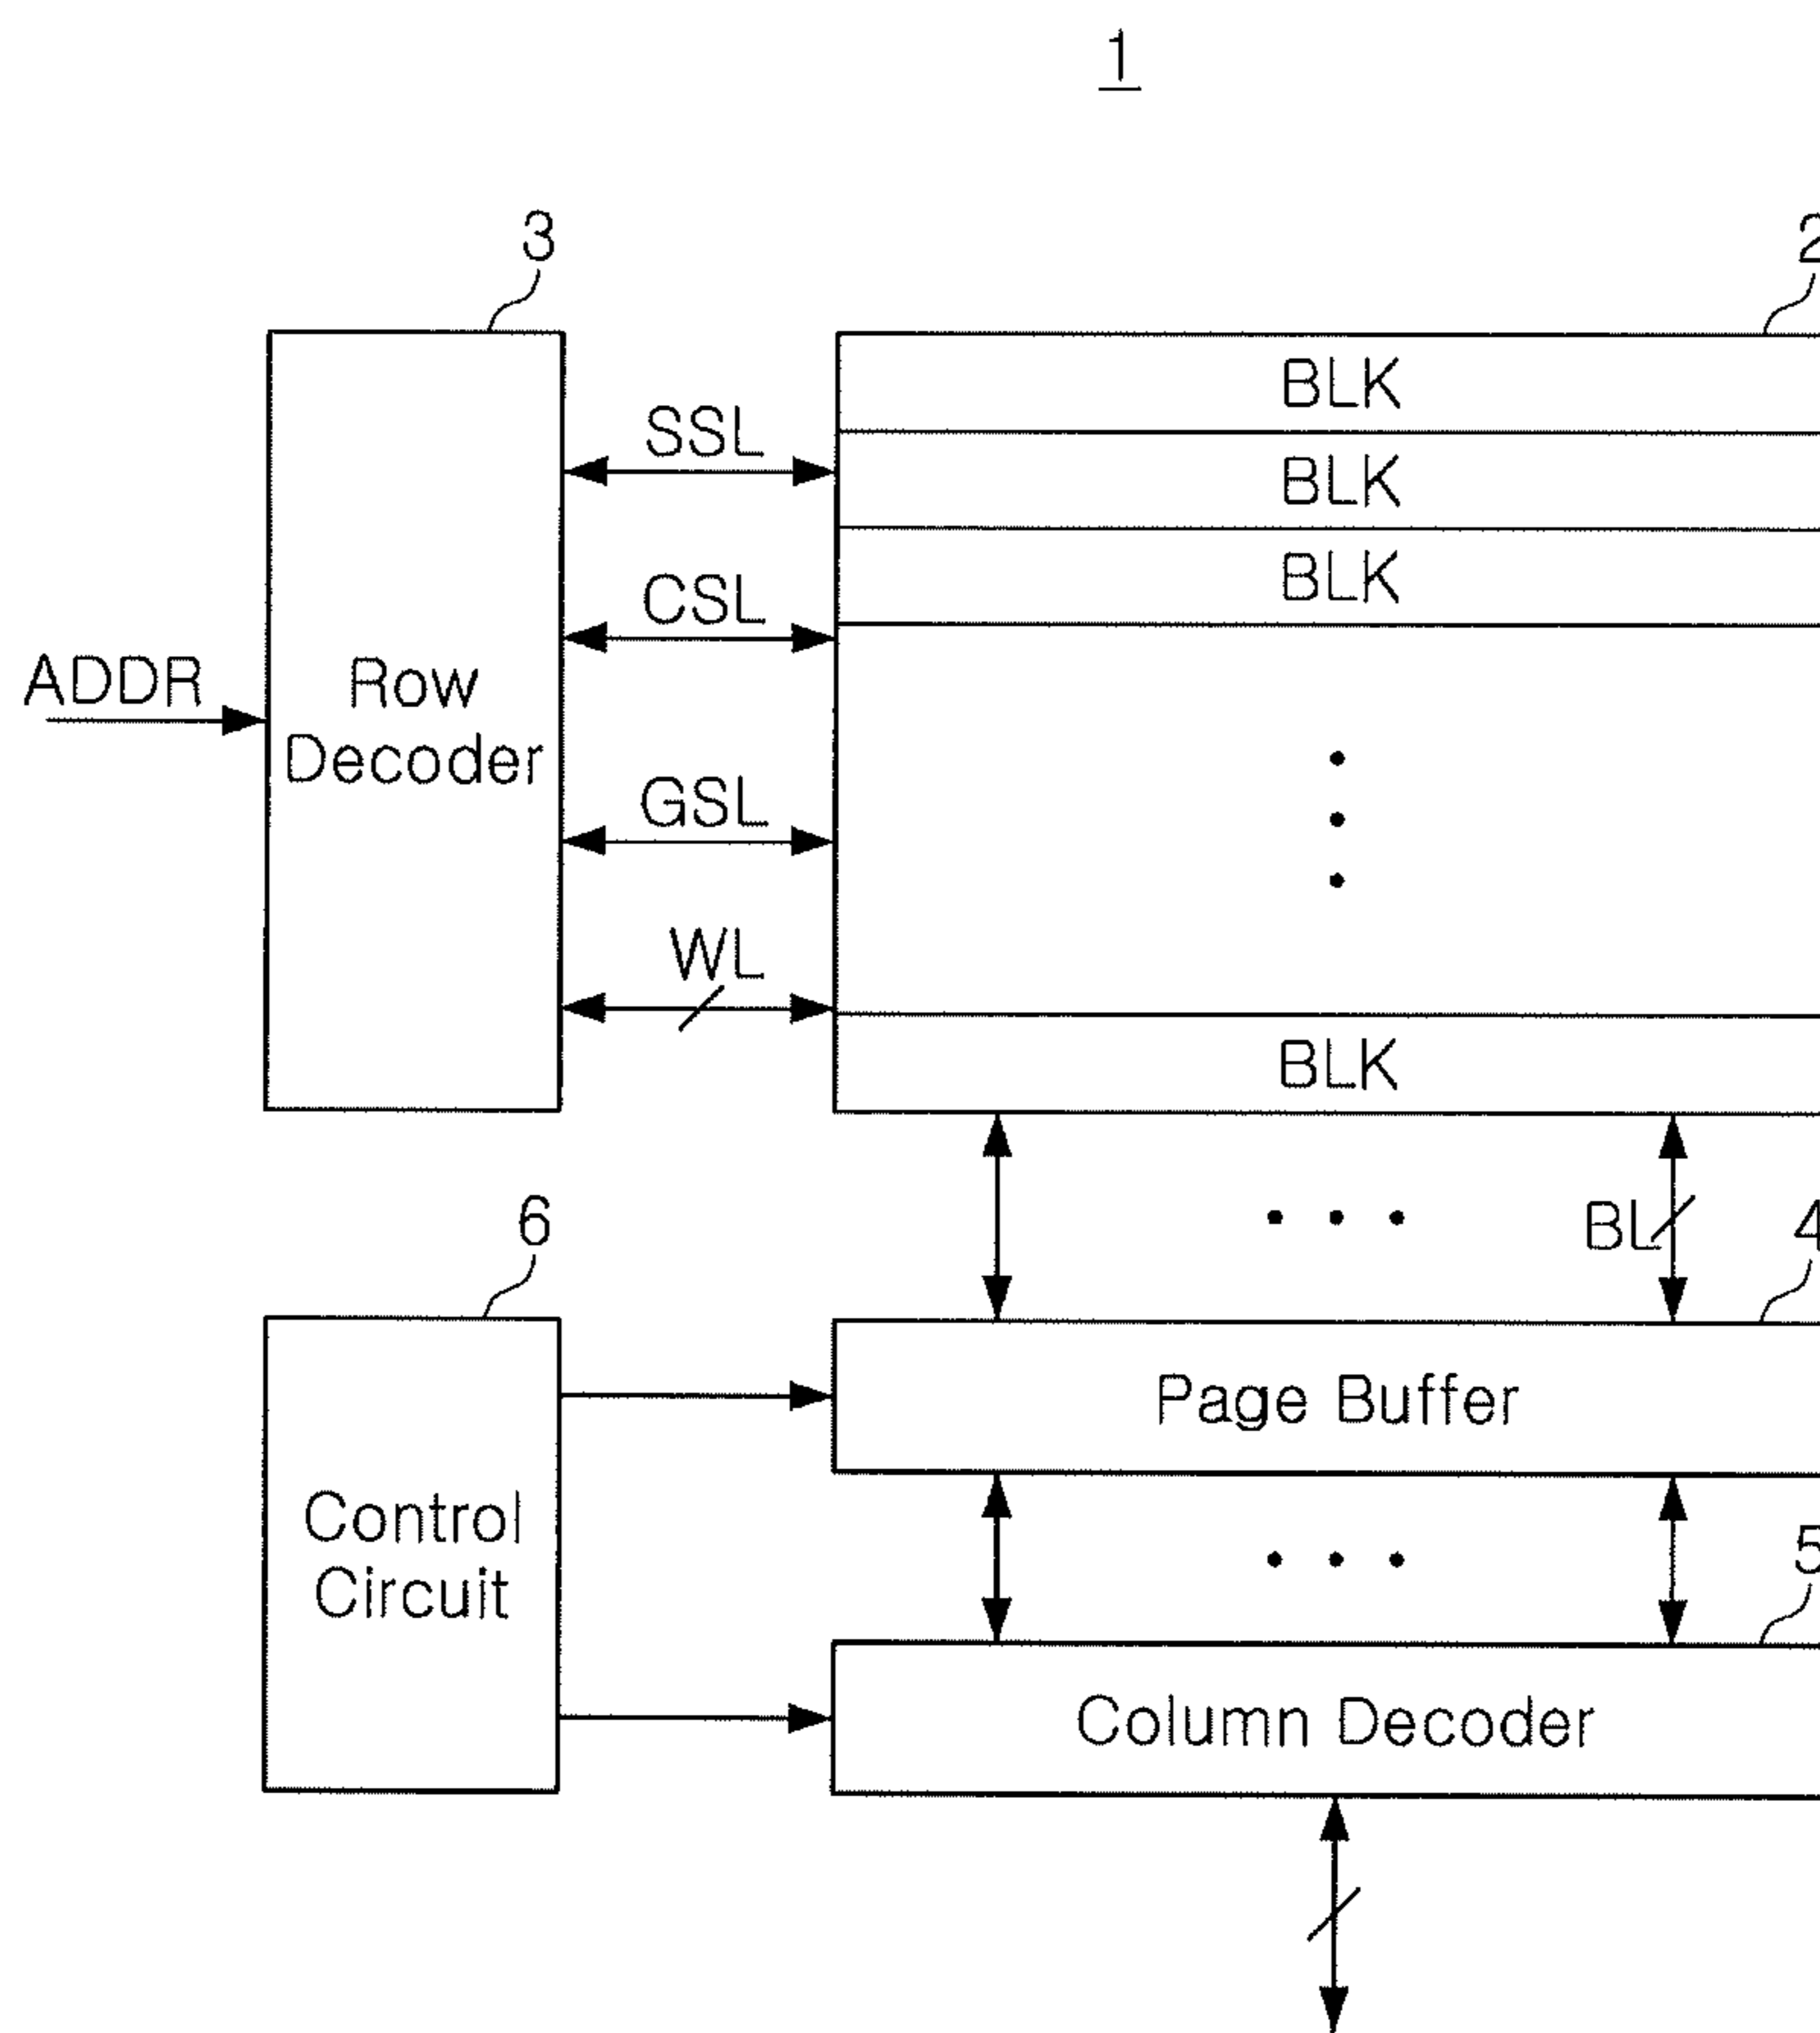 1
3
2
BLK
SSL
BLK
BLK
CSL
ADDR
Row
Decoder
GSL
WL
BLK
6
BL
4
Page Buffer
Control
Circuit
5
Column Decoder